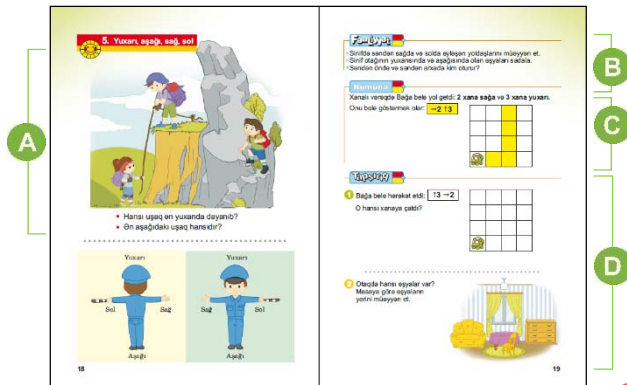 A
5. Yuxarı, aşağı, sağ, sol
• Hansı uşaq ən yuxarıda dayanıb?
• Ən aşağıdakı uşaq hansıdır?
Yuxarı
Sol
Sağ
Aşağı
Yuxarı
Sağ
Sol
Aşağı
18
Fəaliyyət
• Sinifdə səndən sağda və solda əyləşən yoldaşlarını müəyyən et.
• Sinif otağının yuxarısında və aşağısında olan əşyaları sadala.
• Səndən öndə və səndən arxada kim oturur?
B
Nümunə
Xanalı vərəqdə Bağa belə yol getdi: 2 xana sağa və 3 xana yuxarı.
Onu belə göstərmək olar: →2 ↑3
C
Tapşırıq
1 Bağa belə hərəkət etdi: ↑3 →2
O hansı xanaya çatdı?
D
2 Otaqda hansı əşyalar var?
Masaya görə əşyaların
yerini müəyyən et.
19